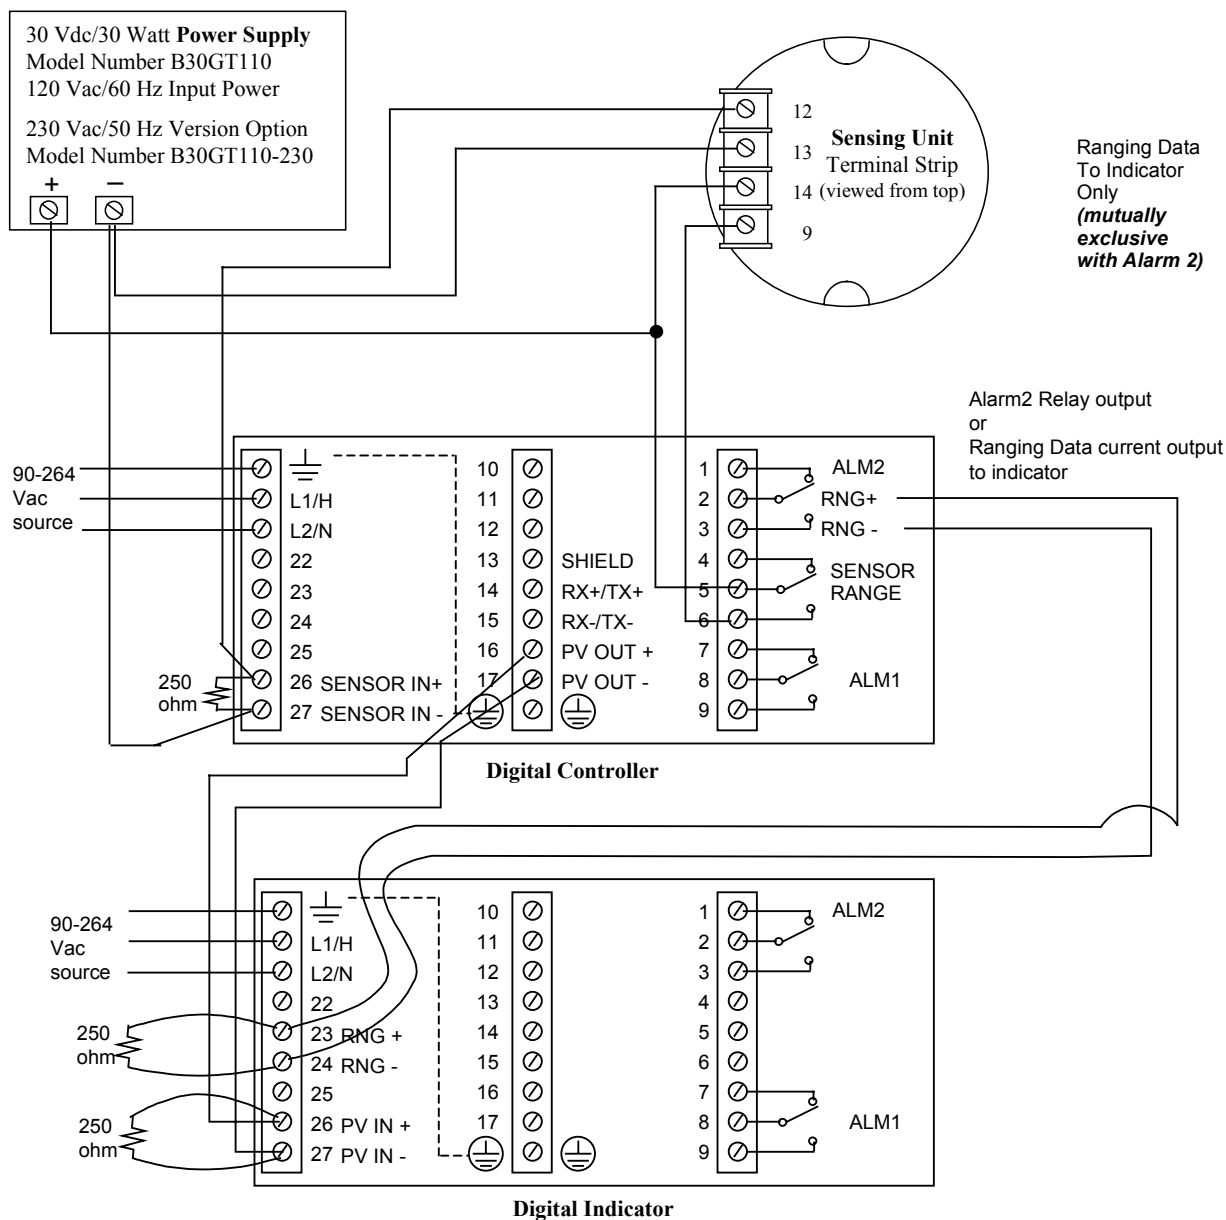 30 Vdc/30 Watt Power Supply
Model Number B30GT110
120 Vac/60 Hz Input Power
230 Vac/50 Hz Version Option
Model Number B30GT110-230
+ −
12
13
14
9
Sensing Unit
Terminal Strip
(viewed from top)
Ranging Data
To Indicator
Only
(mutually
exclusive
with Alarm 2)
Alarm2 Relay output
or
Ranging Data current output
to indicator
90-264
Vac
source
L1/H
L2/N
22
23
24
25
26 SENSOR IN+
27 SENSOR IN -
250
ohm
10
11
12
13 SHIELD
14 RX+/TX+
15 RX-/TX-
16 PV OUT +
17 PV OUT -
1 ALM2
2 RNG+
3 RNG -
4
5
6
SENSOR
RANGE
7
8 ALM1
9
Digital Controller
90-264
Vac
source
L1/H
L2/N
22
23 RNG +
24 RNG -
25
26 PV IN +
27 PV IN -
250
ohm
250
ohm
10
11
12
13
14
15
16
17
1 ALM2
2
3
4
5
6
7
8 ALM1
9
Digital Indicator